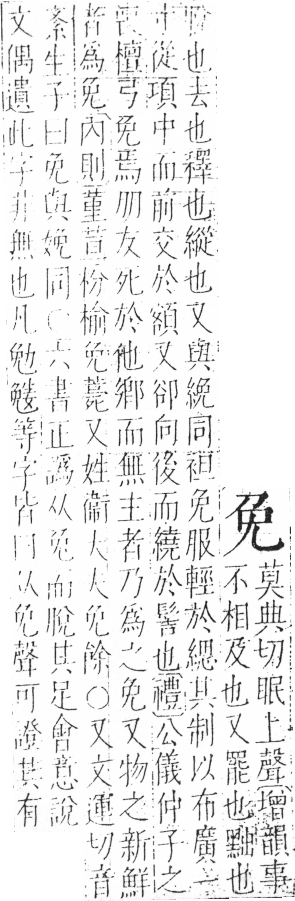 免 莫典切眠上聲增韻事
不相及也又罷也黜也
脫也去也釋也縱也又與絻同袒免服輕於緦其制以布廣一
寸從項中而前交於額又卻向後而繞於髻也禮公儀仲子之
喪檀弓免焉朋友死於他鄉而無主者乃為之免又物之新鮮
者為免內則菫荁枌榆免薧又姓衞大夫免餘○又文運切音
紊生子曰免與娩同○六書正譌从兔而脫其足會意說
文偶遺此字非無也凡勉鮸等字皆曰从免聲可證其有